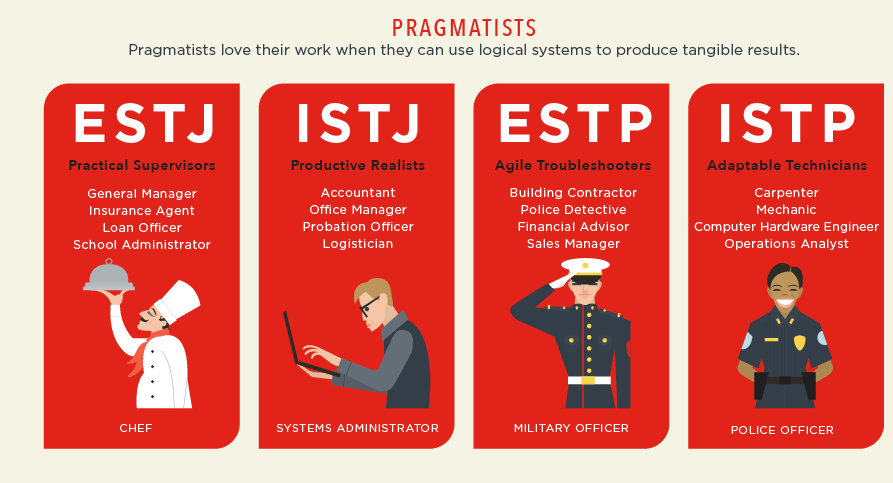 PRAGMATISTS
Pragmatists love their work when they can use logical systems to produce tangible results.
ESTJ
Practical Supervisors
General Manager
Insurance Agent
Loan Officer
School Administrator
CHEF
ISTJ
Productive Realists
Accountant
Office Manager
Probation Officer
Logistician
SYSTEMS ADMINISTRATOR
ESTP
Agile Troubleshooters
Building Contractor
Police Detective
Financial Advisor
Sales Manager
MILITARY OFFICER
ISTP
Adaptable Technicians
Carpenter
Mechanic
Computer Hardware Engineer
Operations Analyst
POLICE OFFICER